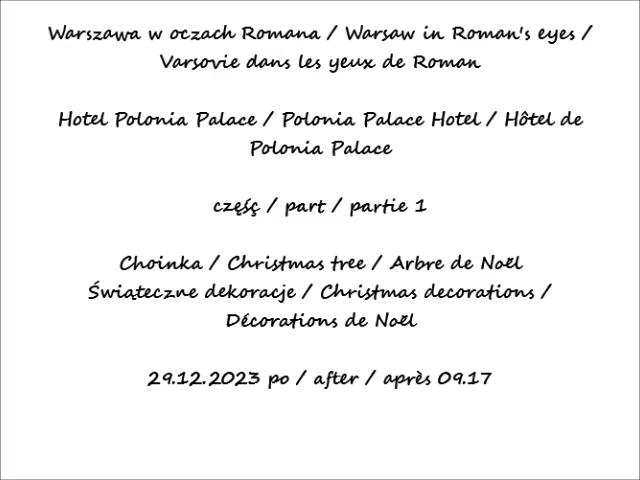 Warszawa w oczach Romana / Warsaw in Roman's eyes /
Varsovie dans les yeux de Roman
Hotel Polonia Palace / Polonia Palace Hotel / Hôtel de
Polonia Palace
częśç / part / partie 1
Choinka / Christmas tree / Arbre de Noël
Świąteczne dekoracje / Christmas decorations /
Décorations de Noël
29.12.2023 po / after / après 09.17